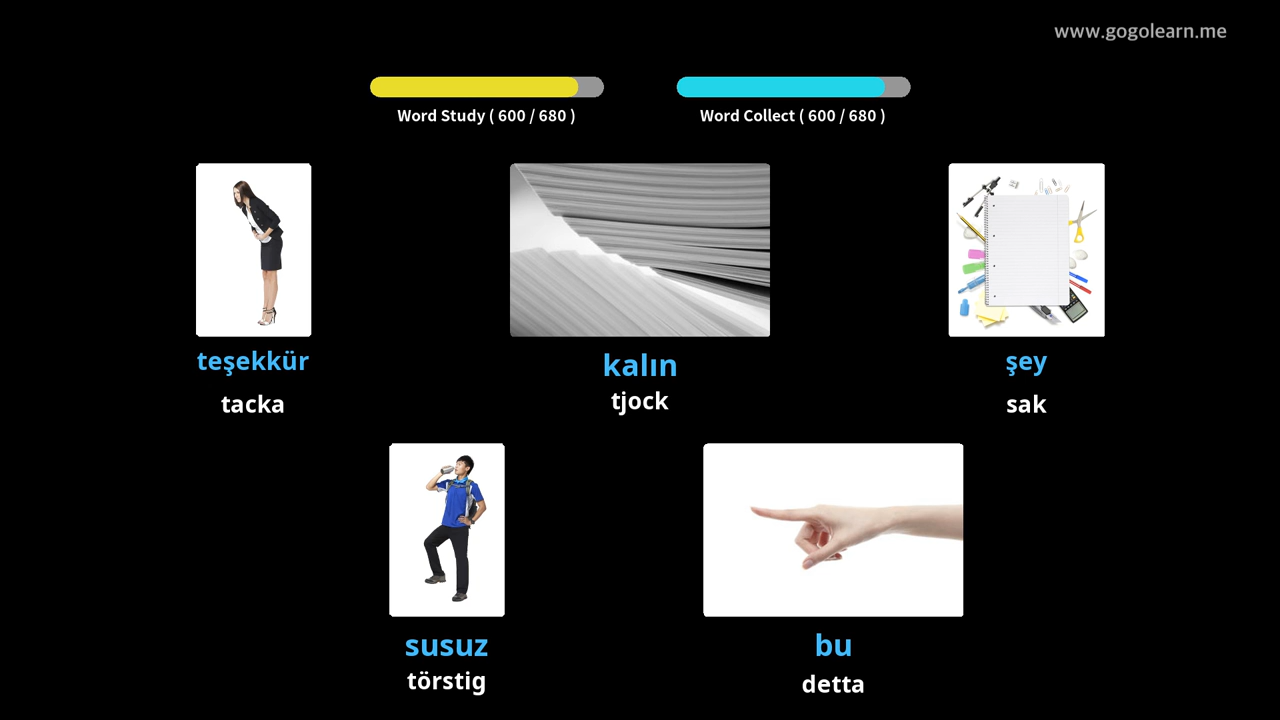 www.gogolearn.me
Word Study ( 600 / 680 )
Word Collect ( 600 / 680 )
teşekkür
tacka
kalın
tjock
şey
sak
susuz
törstig
bu
detta